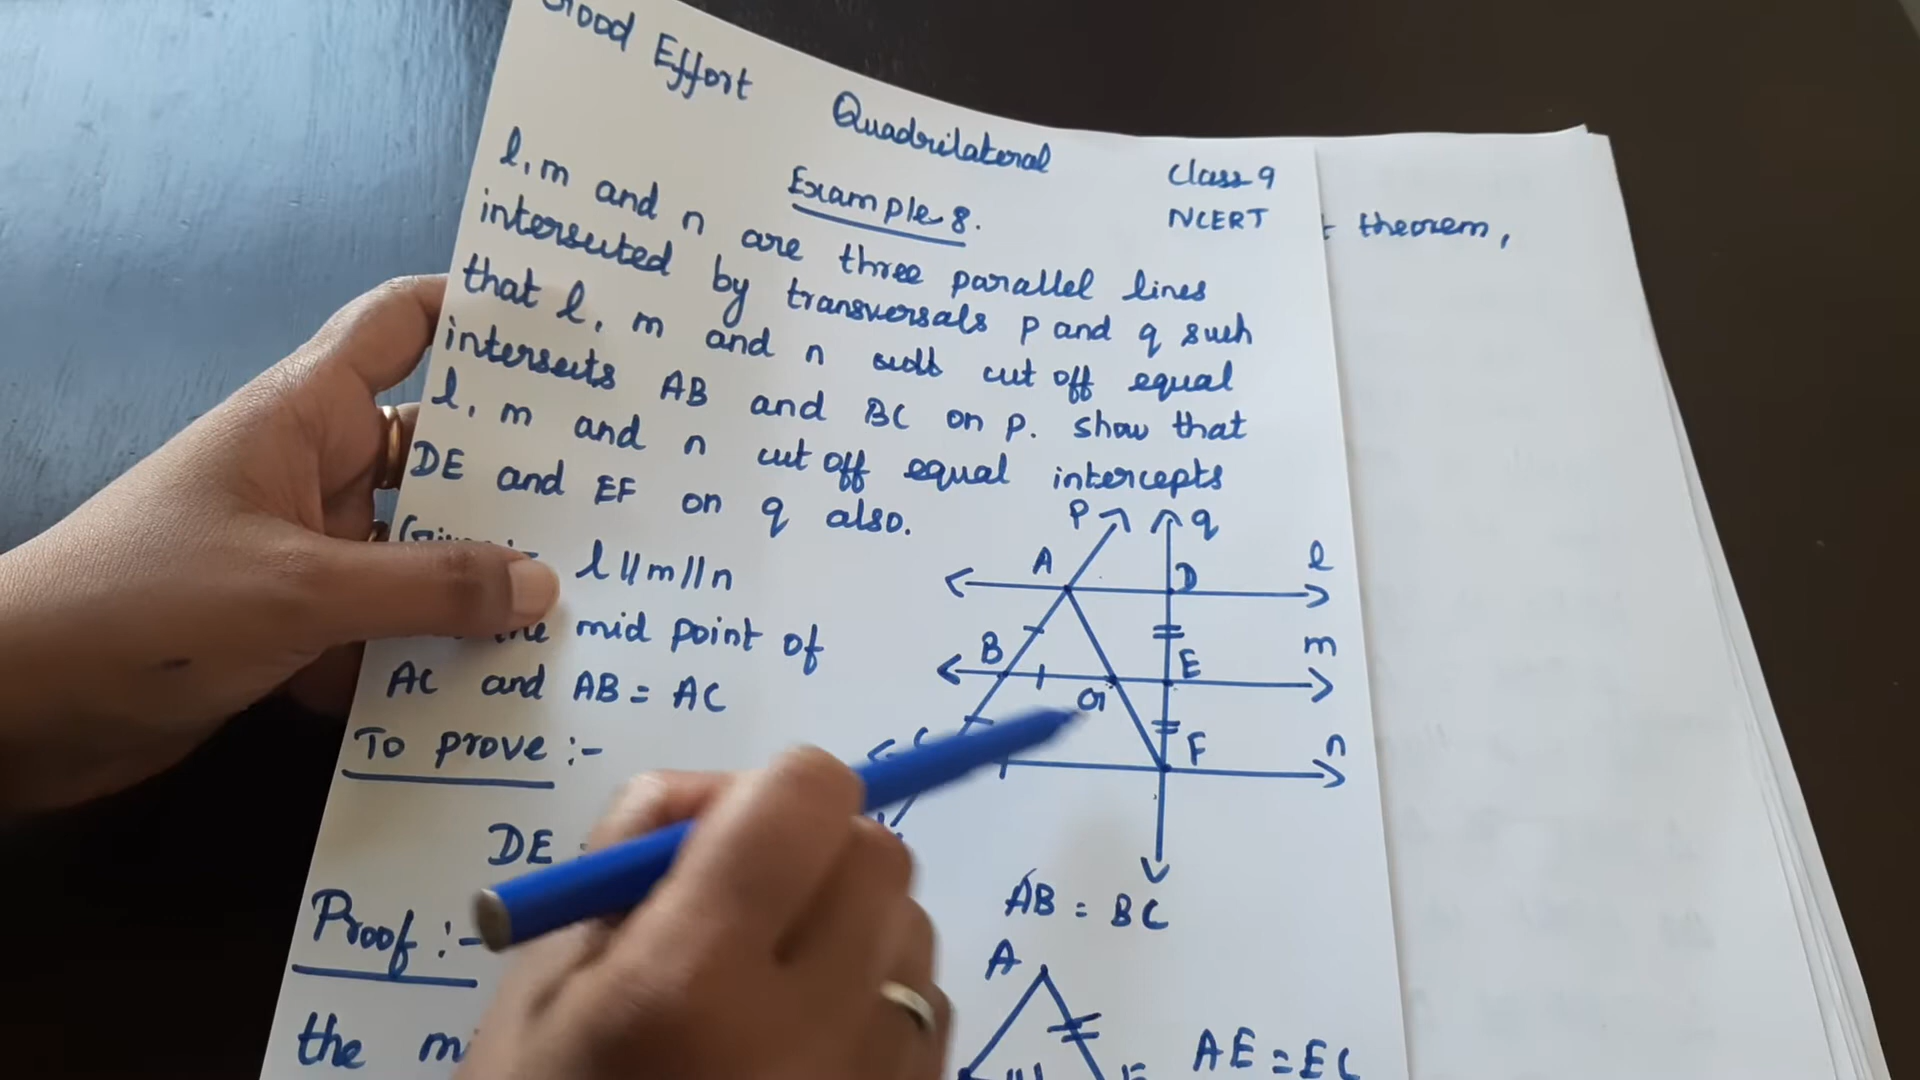 Good Effort
Quadrilateral
Class 9
NCERT
Example 8.
theorem,
l, m and n are three parallel lines
intersected by transversals p and q such
that l, m and n cut off equal
intersects AB and BC on p. show that
l, m and n cut off equal intercepts
DE and EF on q also.
l || m || n
the mid point of
AC and AB = AC
To prove :-
DE
Proof :-
the
P
q
A
D
l
B
E
m
G
F
n
AB = BC
A
AE = EC